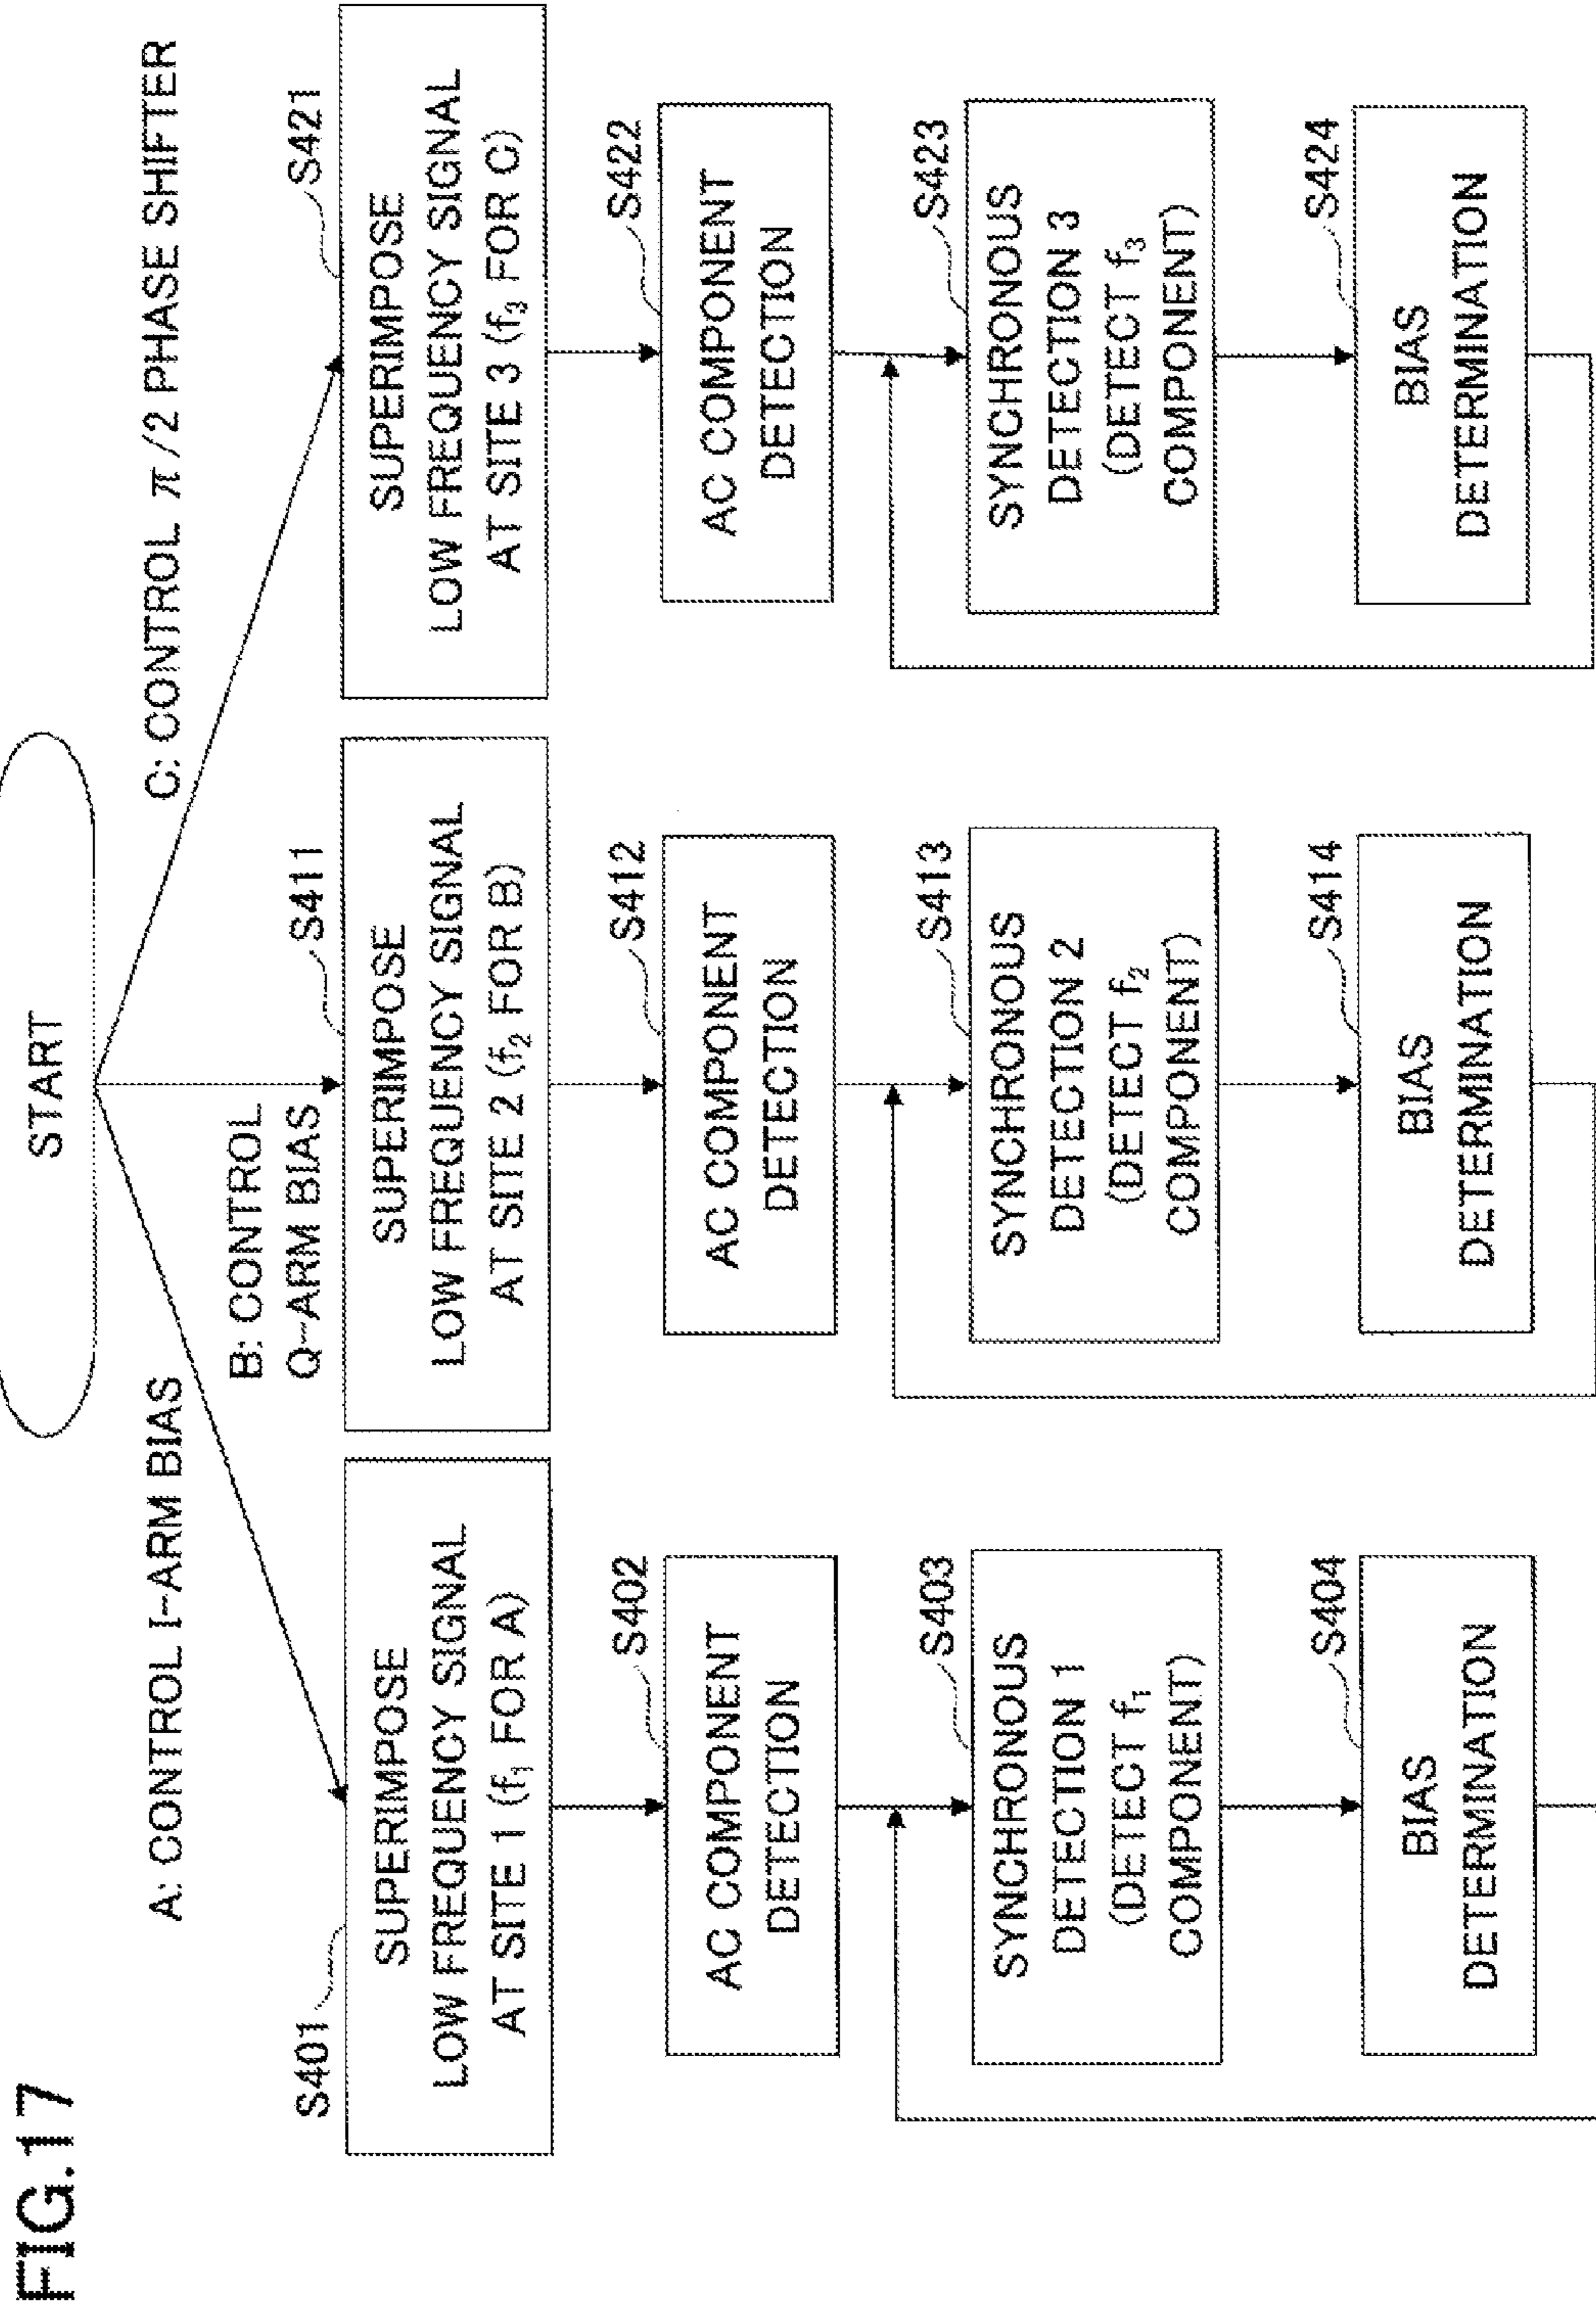 FIG.17
START
A: CONTROL I-ARM BIAS
B: CONTROL
Q-ARM BIAS
C: CONTROL π/2 PHASE SHIFTER
S401
SUPERIMPOSE
LOW FREQUENCY SIGNAL
AT SITE 1 (f₁ FOR A)
S402
AC COMPONENT
DETECTION
S403
SYNCHRONOUS
DETECTION 1
(DETECT f₁
COMPONENT)
S404
BIAS
DETERMINATION
S411
SUPERIMPOSE
LOW FREQUENCY SIGNAL
AT SITE 2 (f₂ FOR B)
S412
AC COMPONENT
DETECTION
S413
SYNCHRONOUS
DETECTION 2
(DETECT f₂
COMPONENT)
S414
BIAS
DETERMINATION
S421
SUPERIMPOSE
LOW FREQUENCY SIGNAL
AT SITE 3 (f₃ FOR C)
S422
AC COMPONENT
DETECTION
S423
SYNCHRONOUS
DETECTION 3
(DETECT f₃
COMPONENT)
S424
BIAS
DETERMINATION